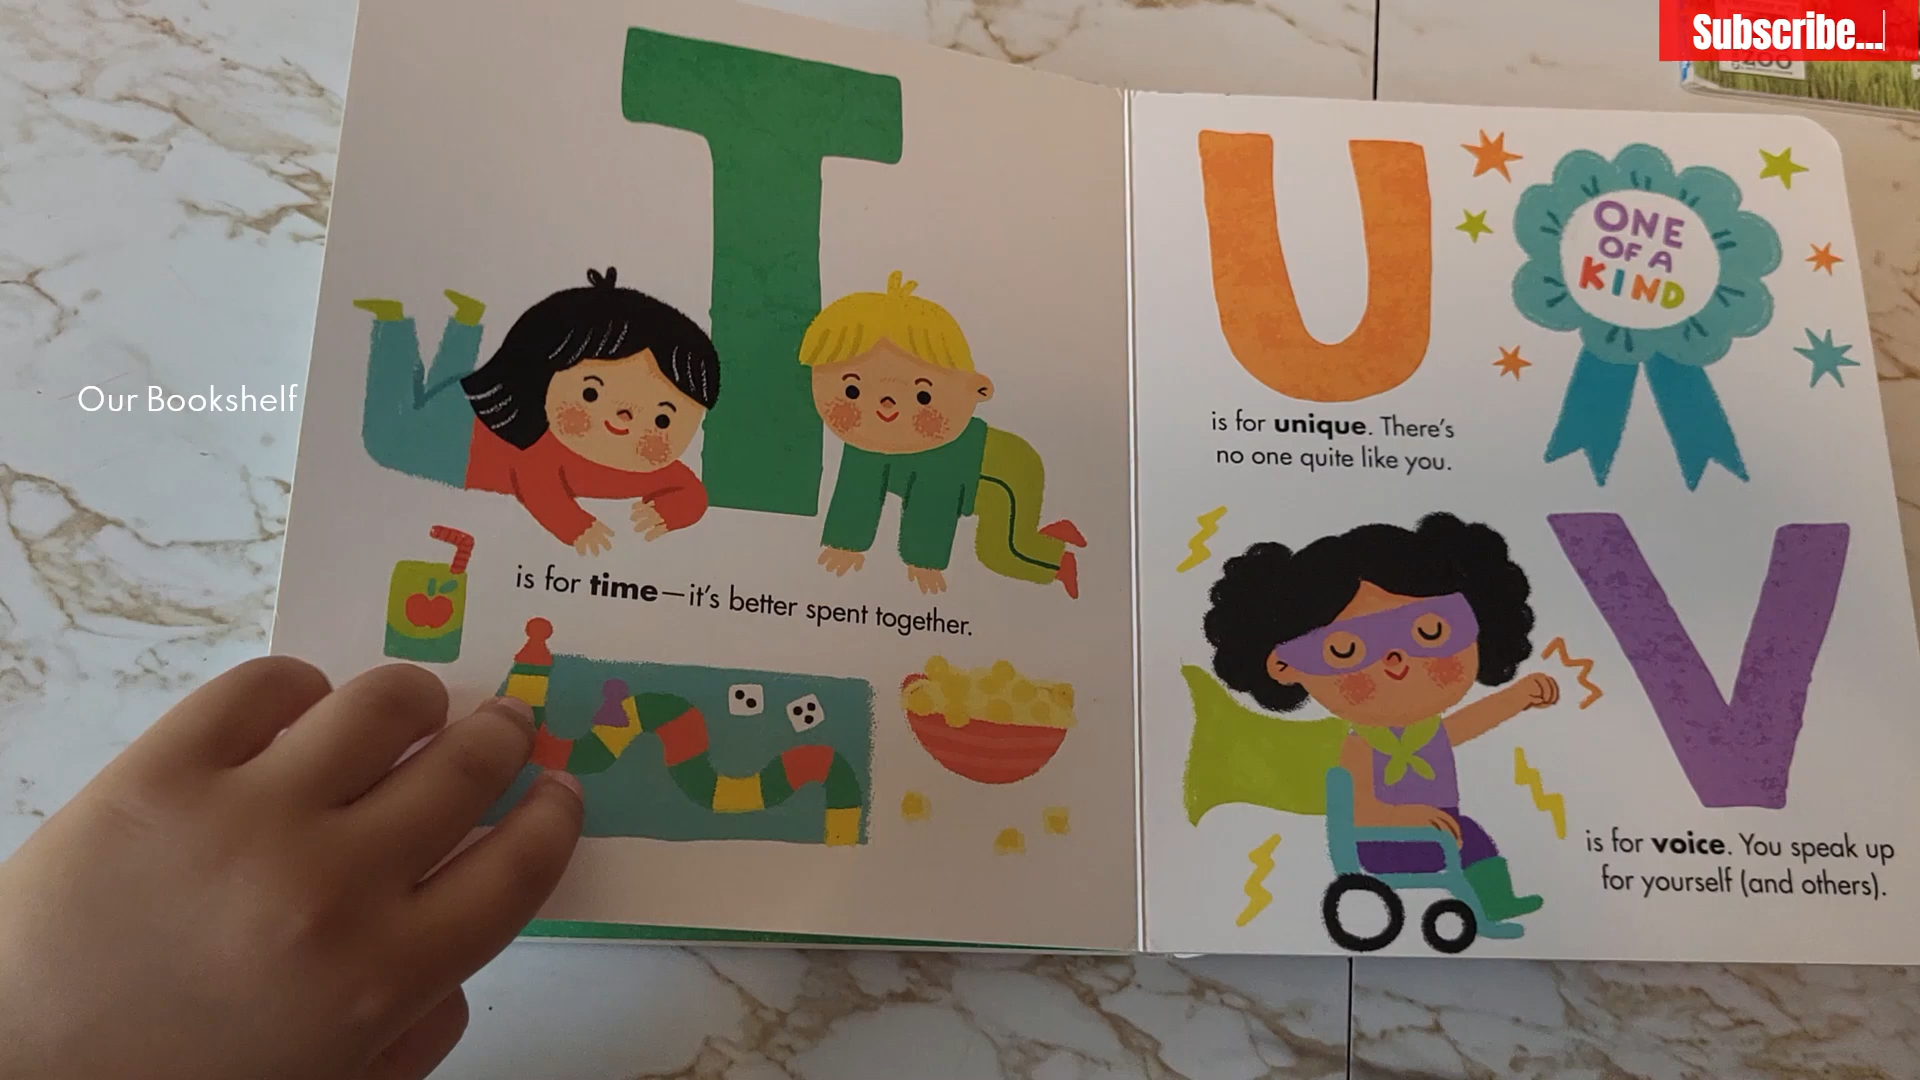 Subscribe...
Our Bookshelf
T
is for time—it's better spent together.
U
ONE
OF A
KIND
is for unique. There's
no one quite like you.
V
is for voice. You speak up
for yourself (and others).